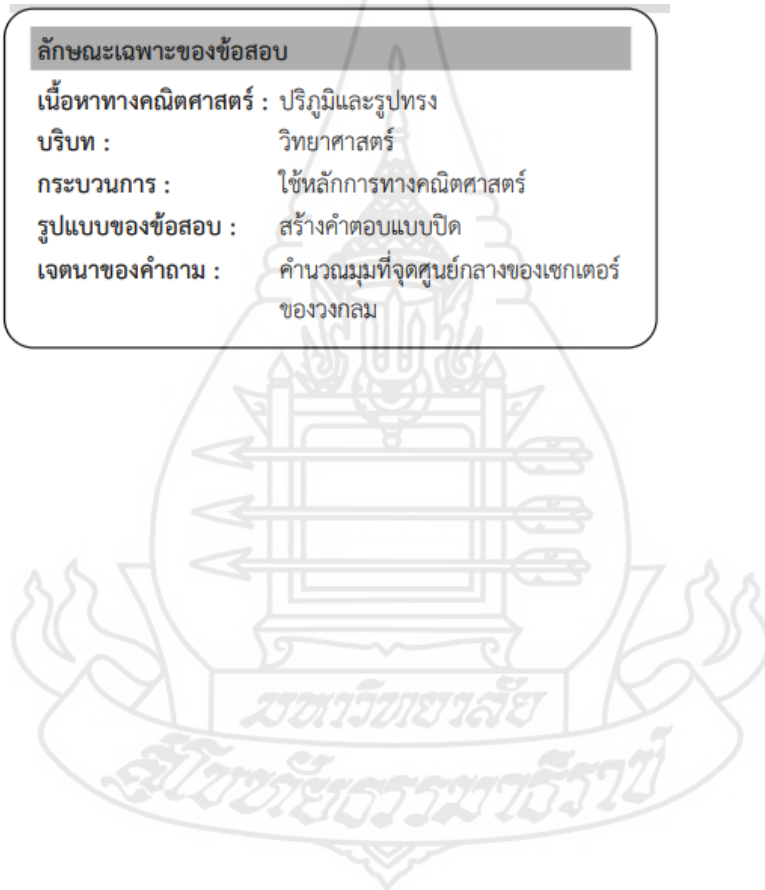 ลักษณะเฉพาะของข้อสอบ
เนื้อหาทางคณิตศาสตร์ : ปริภูมิและรูปทรง
บริบท : วิทยาศาสตร์
กระบวนการ : ใช้หลักการทางคณิตศาสตร์
รูปแบบของข้อสอบ : สร้างคำตอบแบบปิด
เจตนาของคำถาม : คำนวณมุมที่จุดศูนย์กลางของเซกเตอร์
ของวงกลม
มหาวิทยาลัย
สุโขทัยธรรมาธิราช